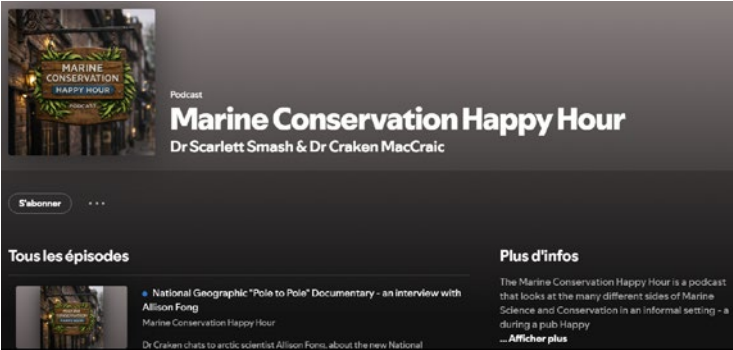 MARINE
CONSERVATION
HAPPY HOUR
PODCAST
Podcast
Marine Conservation Happy Hour
Dr Scarlett Smash & Dr Craken MacCraic
S'abonner
Tous les épisodes
National Geographic "Pole to Pole" Documentary - an interview with
Allison Fong
Marine Conservation Happy Hour
Dr Craken chats to arctic scientist Allison Fong, about the new National
Plus d'infos
The Marine Conservation Happy Hour is a podcast
that looks at the many different sides of Marine
Science and Conservation in an informal setting - a
during a pub Happy
... Afficher plus